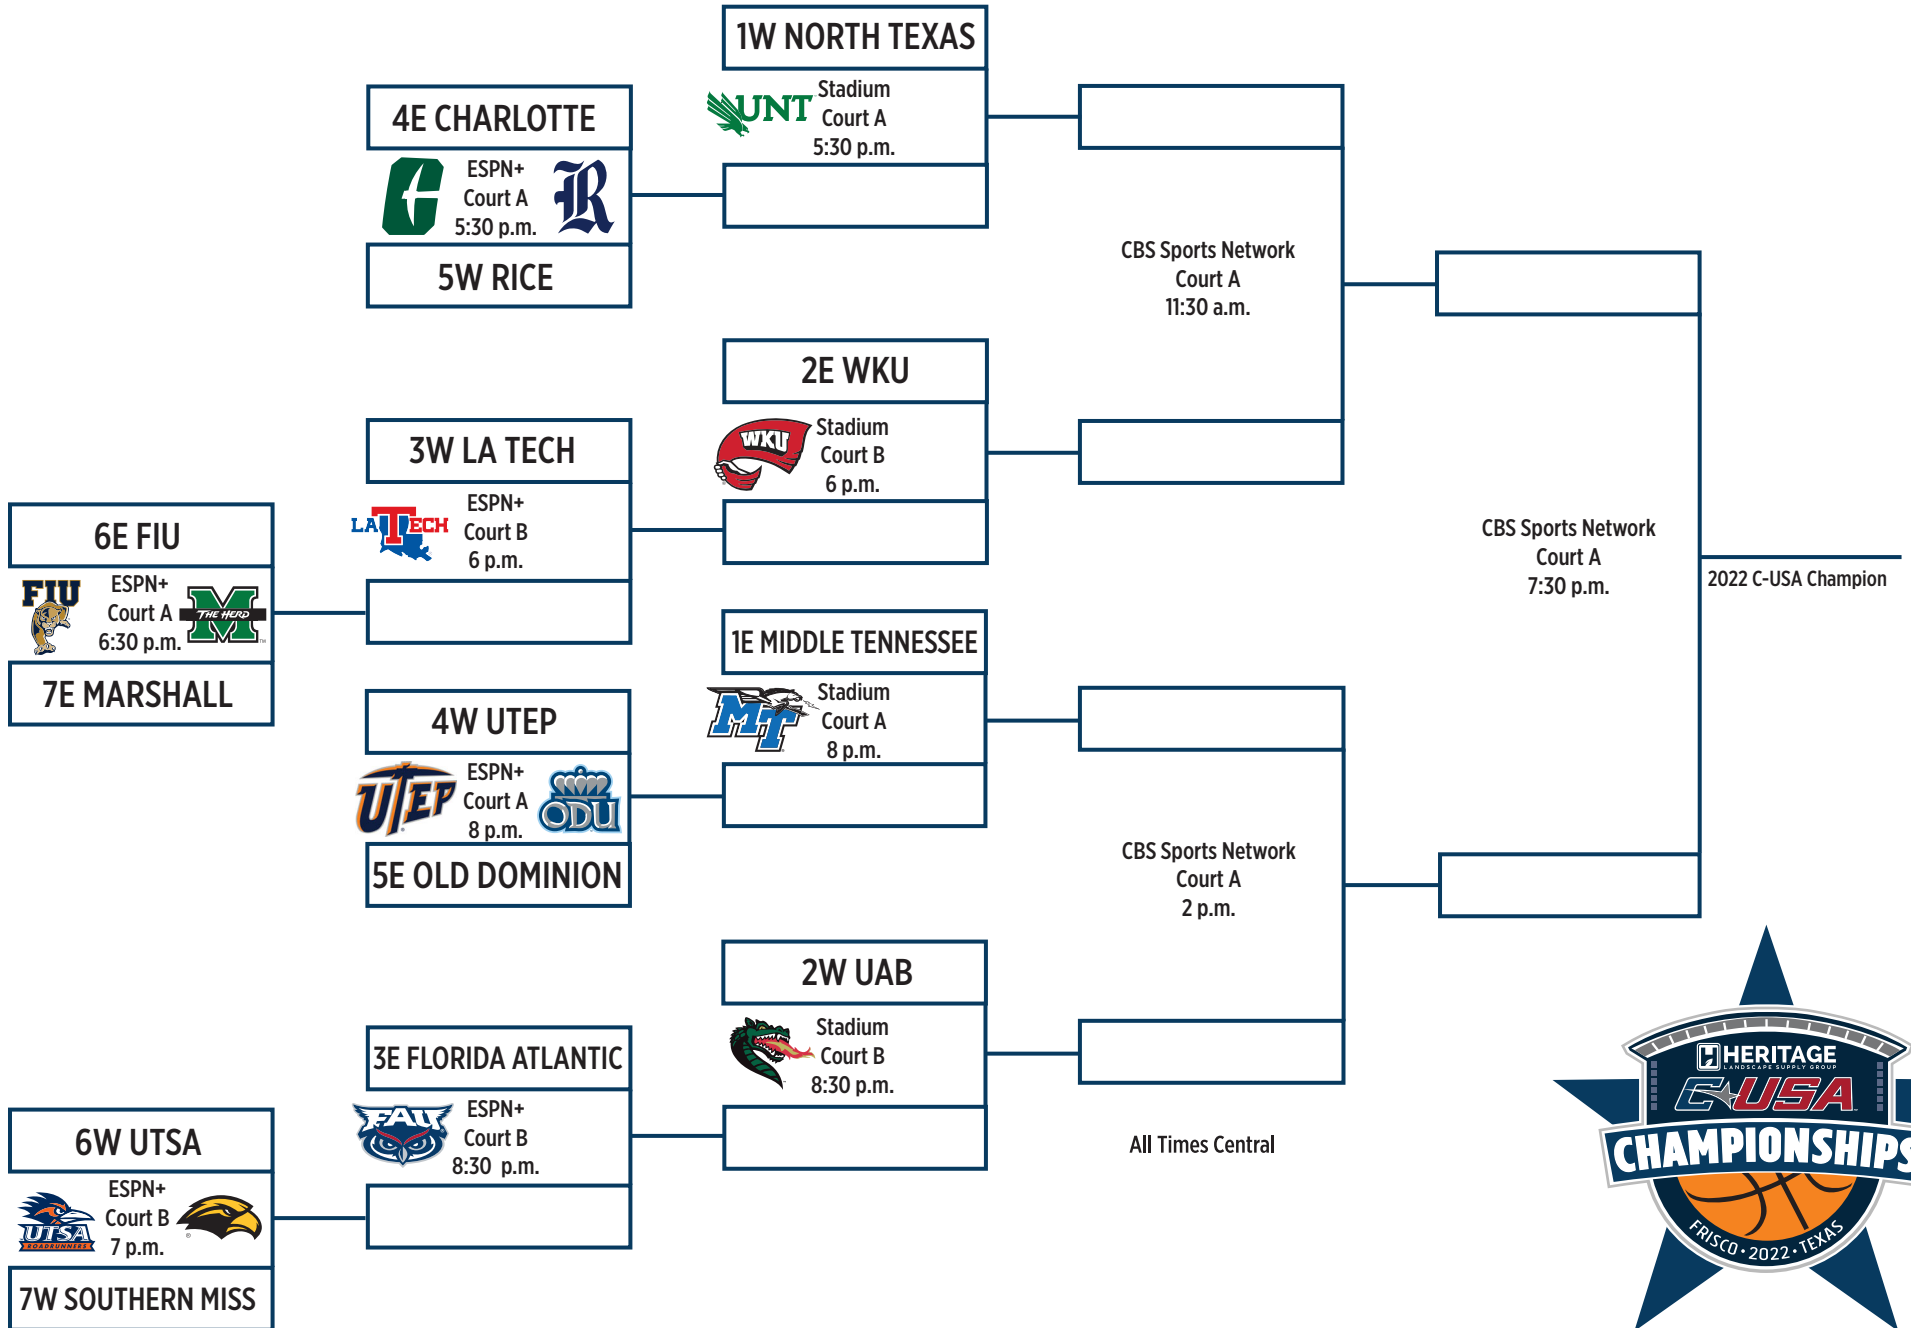 1W NORTH TEXAS
UNT
Stadium
Court A
5:30 p.m.
4E CHARLOTTE
C
ESPN+
Court A
5:30 p.m.
R
5W RICE
CBS Sports Network
Court A
11:30 a.m.
2E WKU
WKU
Stadium
Court B
6 p.m.
3W LA TECH
LA TECH
ESPN+
Court B
6 p.m.
6E FIU
FIU
ESPN+
Court A
6:30 p.m.
M
THE HERD
7E MARSHALL
CBS Sports Network
Court A
7:30 p.m.
2022 C-USA Champion
1E MIDDLE TENNESSEE
MT
Stadium
Court A
8 p.m.
4W UTEP
UTEP
ESPN+
Court A
8 p.m.
ODU
5E OLD DOMINION
CBS Sports Network
Court A
2 p.m.
2W UAB
Stadium
Court B
8:30 p.m.
3E FLORIDA ATLANTIC
FAU
ESPN+
Court B
8:30 p.m.
6W UTSA
UTSA
ROADRUNNERS
ESPN+
Court B
7 p.m.
7W SOUTHERN MISS
All Times Central
HERITAGE
LANDSCAPE SUPPLY GROUP
C-USA
CHAMPIONSHIPS
FRISCO • 2022 • TEXAS